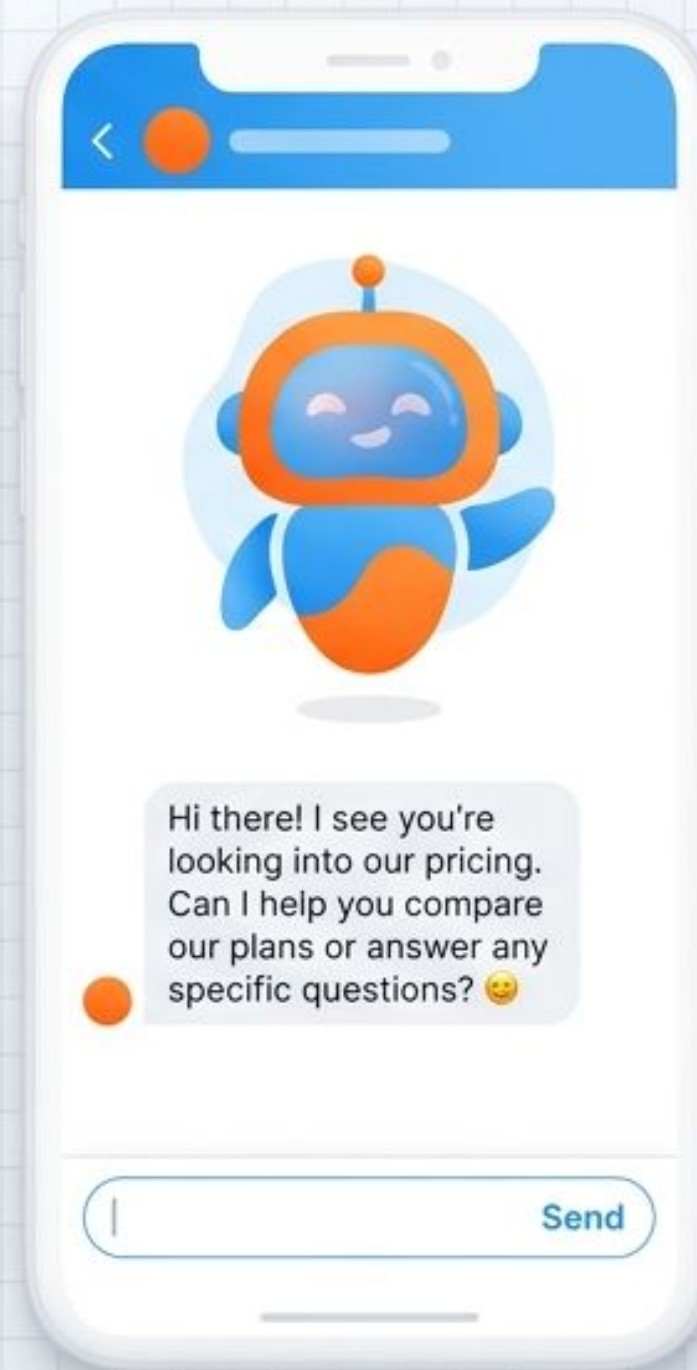 Hi there! I see you're
looking into our pricing.
Can I help you compare
our plans or answer any
specific questions? 😊
Send